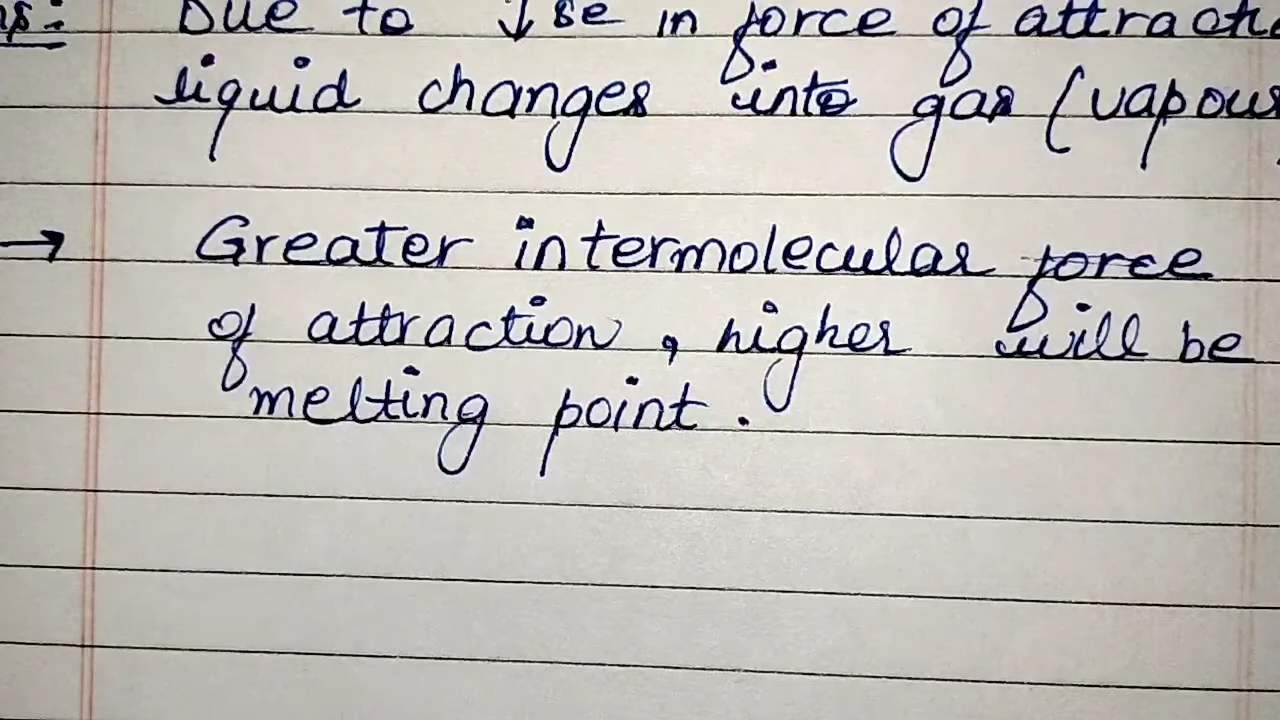 Due to ↓se in force of
liquid changes into gas (vapour
→ Greater intermolecular force
of attraction, higher will be
melting point.